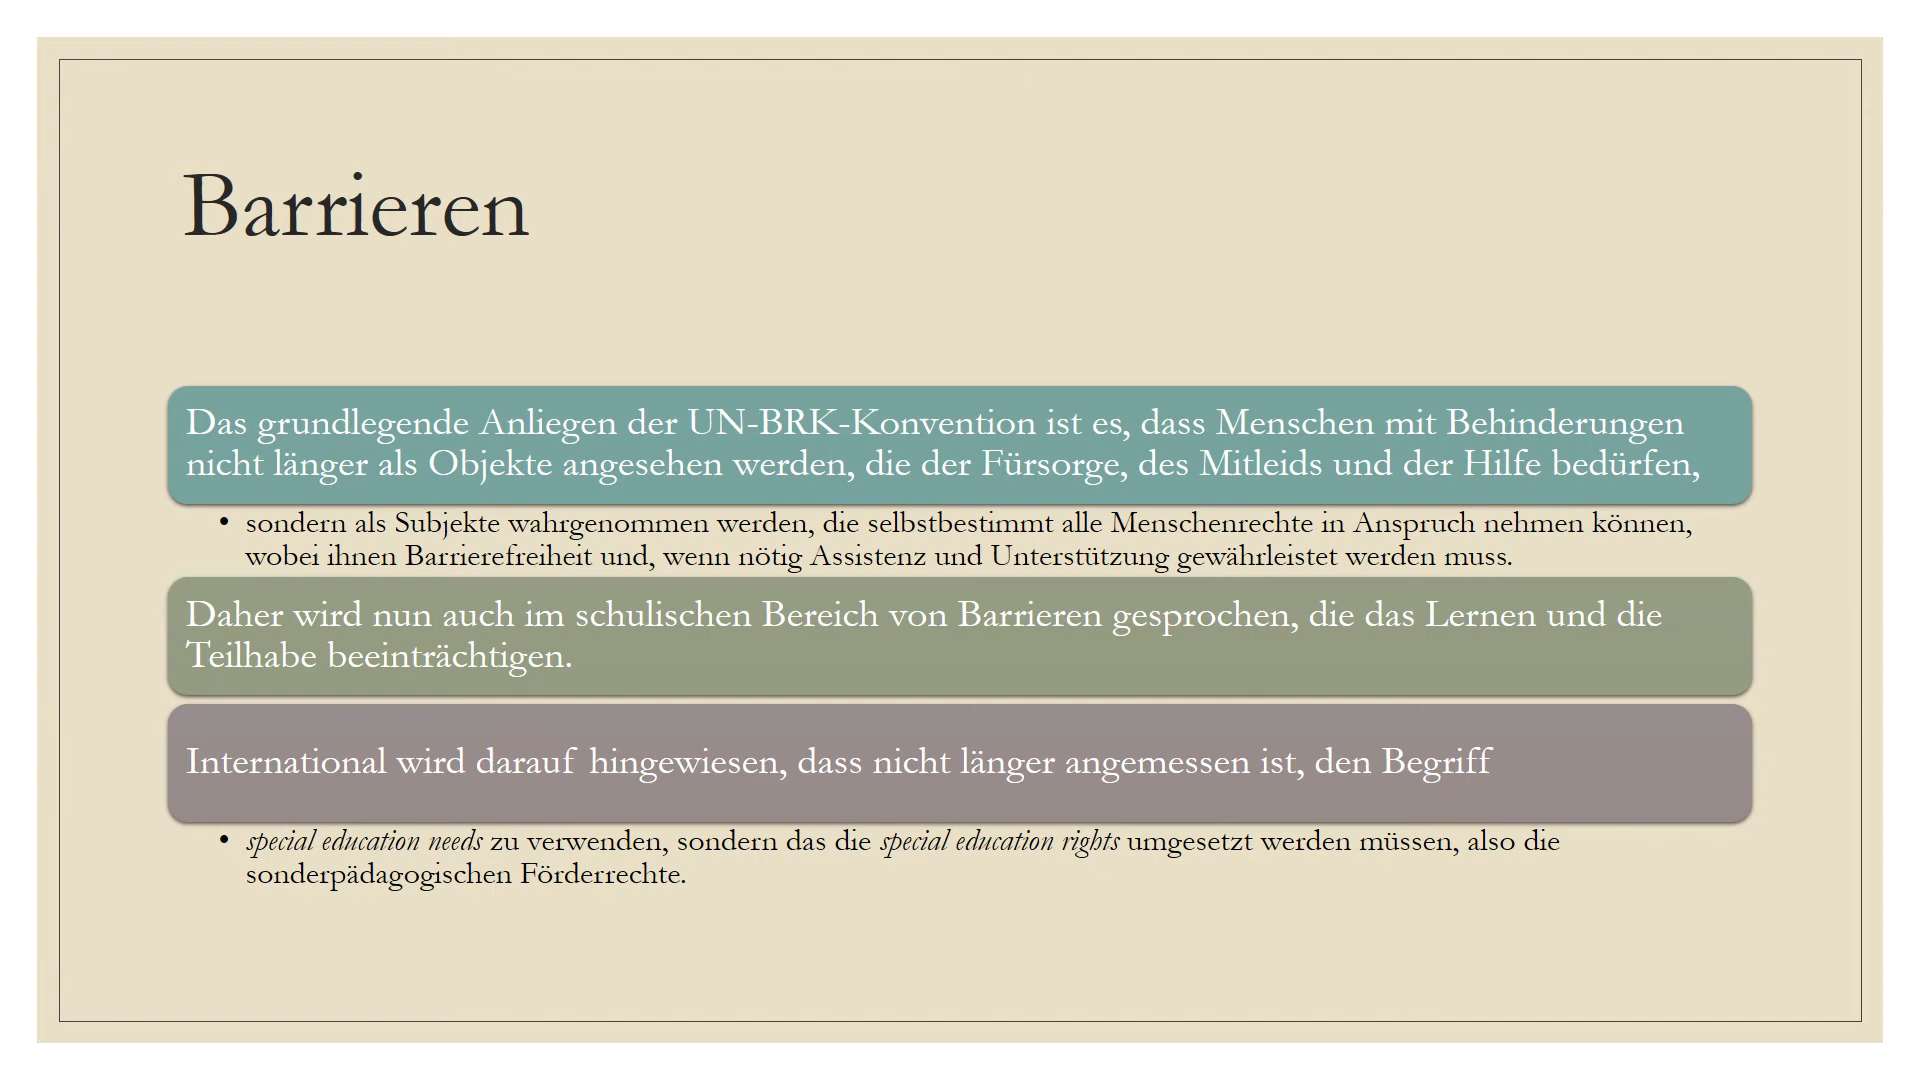 Barrieren
Das grundlegende Anliegen der UN-BRK-Konvention ist es, dass Menschen mit Behinderungen
nicht länger als Objekte angesehen werden, die der Fürsorge, des Mitleids und der Hilfe bedürfen,
• sondern als Subjekte wahrgenommen werden, die selbstbestimmt alle Menschenrechte in Anspruch nehmen können,
wobei ihnen Barrierefreiheit und, wenn nötig Assistenz und Unterstützung gewährleistet werden muss.
Daher wird nun auch im schulischen Bereich von Barrieren gesprochen, die das Lernen und die
Teilhabe beeinträchtigen.
International wird darauf hingewiesen, dass nicht länger angemessen ist, den Begriff
• special education needs zu verwenden, sondern das die special education rights umgesetzt werden müssen, also die
sonderpädagogischen Förderrechte.